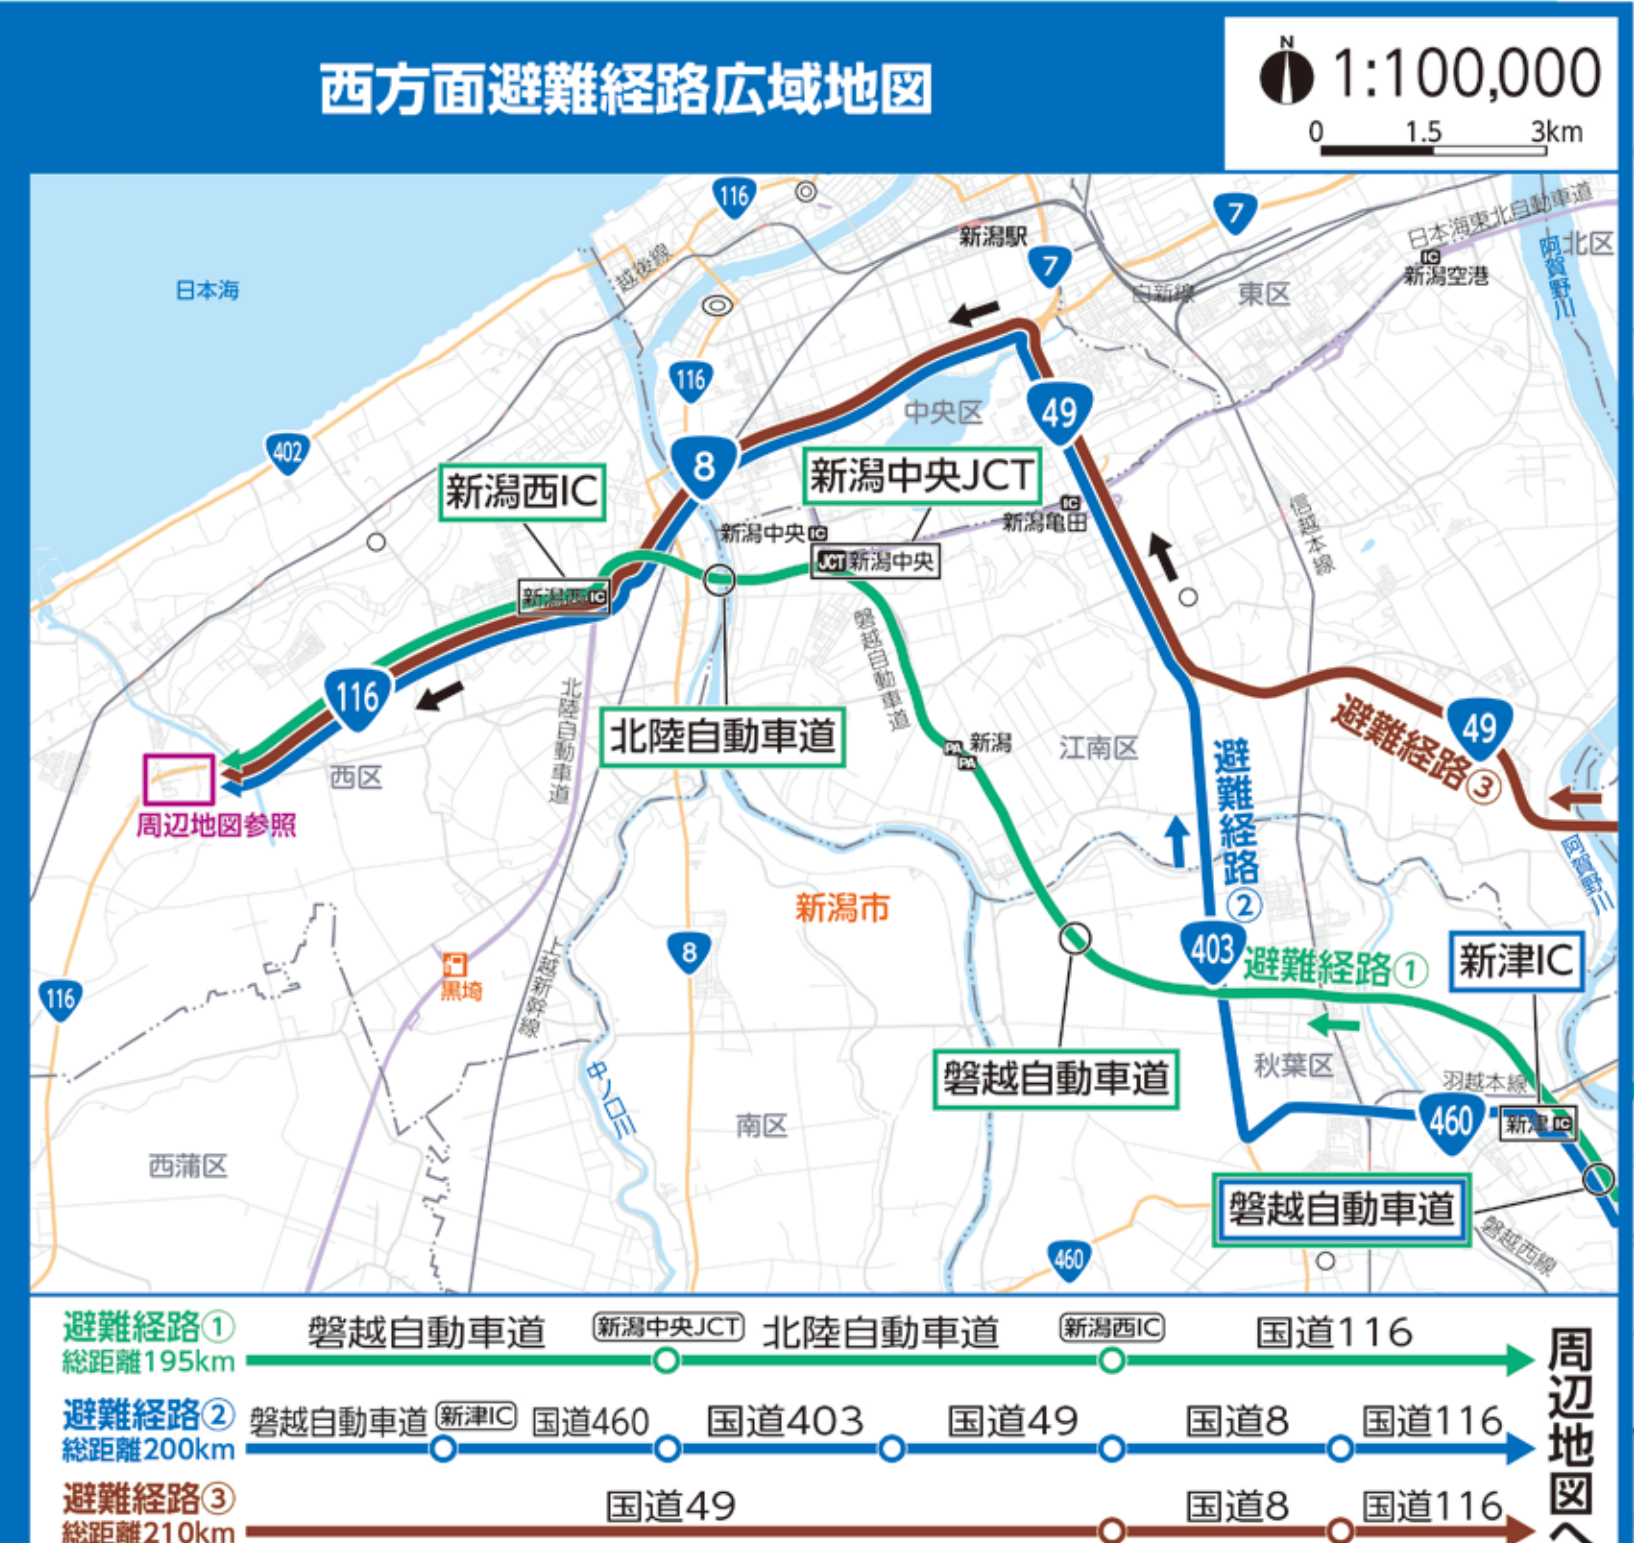 西方面避難経路広域地図
N
1:100,000
0 1.5 3km
116
7
日本海東北自動車道
北区
新潟駅
越後線
7
IC
新潟空港
阿賀野川
日本海
白新線
東区
116
中央区
49
402
8
新潟西IC
新潟中央JCT
IC
新潟亀田
新潟中央IC
信越本線
JCT新潟中央
新潟西IC
磐越自動車道
116
北陸自動車道
北陸自動車道
PA
新潟
PA
江南区
49
避難経路③
避難経路②
西区
周辺地図参照
阿賀野川
新潟市
8
403
避難経路①
新津IC
黒埼
上越新幹線
116
磐越自動車道
秋葉区
羽越本線
中ノ口川
460
新津IC
南区
西蒲区
磐越自動車道
磐越西線
460
避難経路①
総距離195km
磐越自動車道
新潟中央JCT
北陸自動車道
新潟西IC
国道116
避難経路②
総距離200km
磐越自動車道
新津IC
国道460
国道403
国道49
国道8
国道116
避難経路③
総距離210km
国道49
国道8
国道116
周辺地図へ